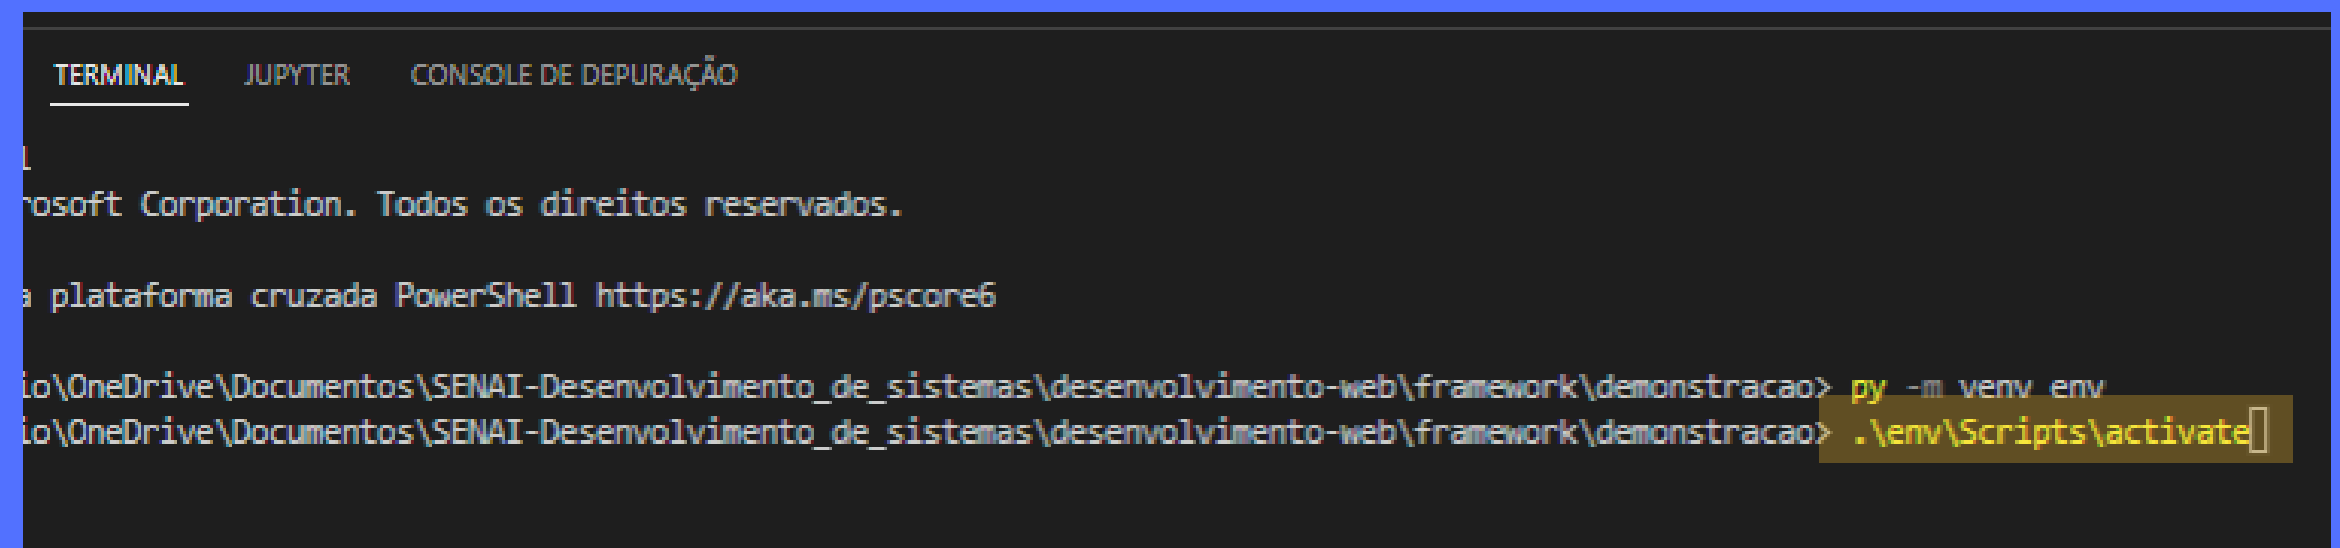 TERMINAL JUPYTER CONSOLE DE DEPURAÇÃO
l
rosoft Corporation. Todos os direitos reservados.
a plataforma cruzada PowerShell https://aka.ms/pscore6
io\OneDrive\Documentos\SENAI-Desenvolvimento_de_sistemas\desenvolvimento-web\framework\demonstracao> py -m venv env
io\OneDrive\Documentos\SENAI-Desenvolvimento_de_sistemas\desenvolvimento-web\framework\demonstracao> .\env\Scripts\activate